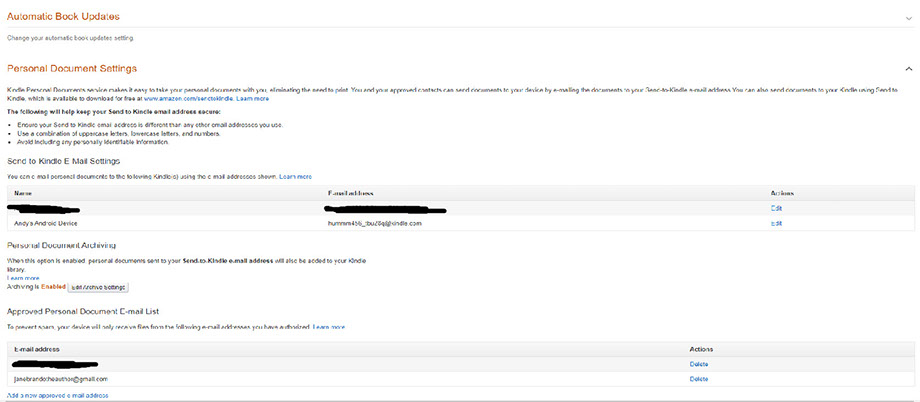 Automatic Book Updates
Change your automatic book updates setting.
Personal Document Settings
Kindle Personal Documents service makes it easy to take your personal documents with you, eliminating the need to print. You and your approved contacts can send documents to your device by e-mailing the documents to your Send-to-Kindle e-mail address. You can also send documents to your Kindle using Send to
Kindle, which is available to download for free at www.amazon.com/sendtokindle. Learn more
The following will help keep your Send to Kindle email address secure:
• Ensure your Send to Kindle email address is different than any other email addresses you use.
• Use a combination of uppercase letters, lowercase letters, and numbers.
• Avoid including any personally identifiable information.
Send-to-Kindle E-Mail Settings
You can e-mail personal documents to the following Kindle(s) using the e-mail addresses shown. Learn more
Name E-mail address Actions
Edit
Andy's Android Device @kindle.com Edit
Personal Document Archiving
When this option is enabled, personal documents sent to your Send-to-Kindle e-mail address will also be added to your Kindle
library.
Learn more
Archiving is Enabled Edit Archive Settings
Approved Personal Document E-mail List
To prevent spam, your device will only receive files from the following e-mail addresses you have authorized. Learn more
E-mail address Actions
Delete
janebrandotheauthor@gmail.com Delete
Add a new approved e-mail address